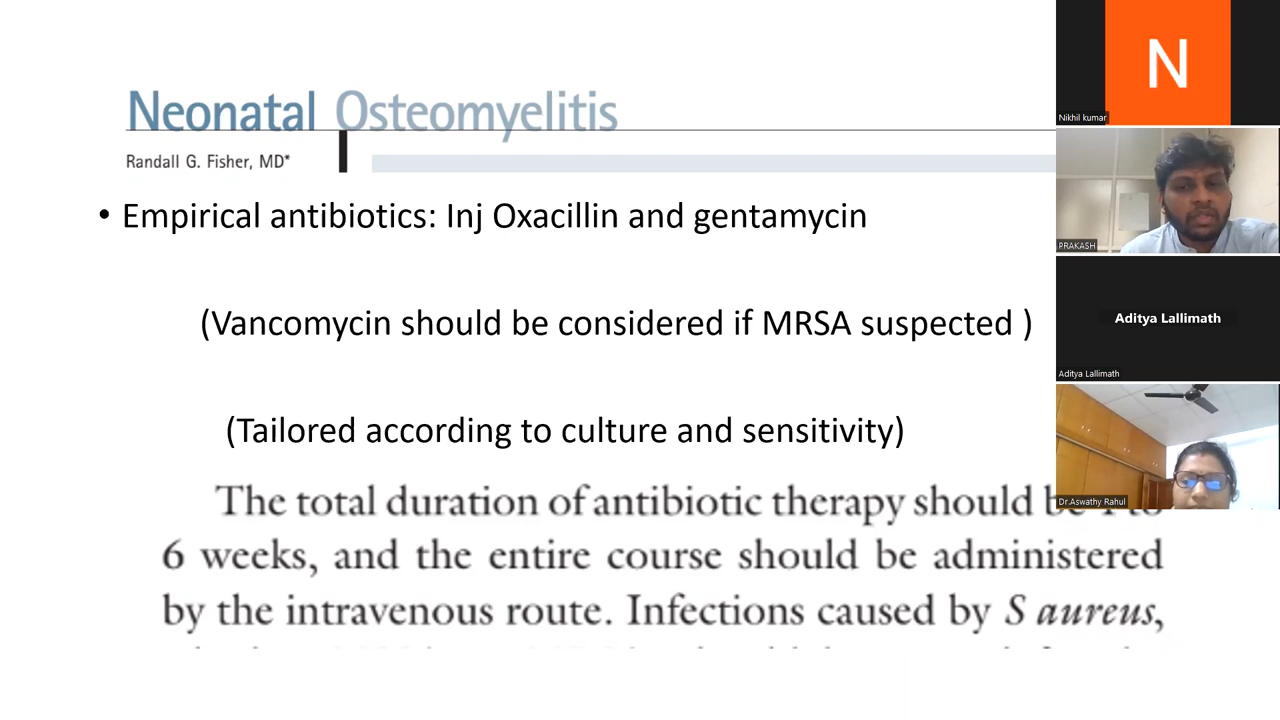 Neonatal Osteomyelitis
Randall G. Fisher, MD*
• Empirical antibiotics: Inj Oxacillin and gentamycin
(Vancomycin should be considered if MRSA suspected )
(Tailored according to culture and sensitivity)
The total duration of antibiotic therapy should
6 weeks, and the entire course should be administered
by the intravenous route. Infections caused by S aureus,
N
Nikhil kumar
PRAKASH
Aditya Lallimath
Aditya Lallimath
Dr.Aswathy Rahul